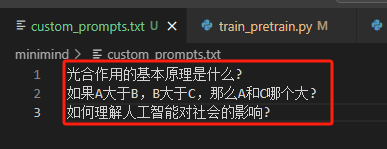 custom_prompts.txt U
train_pretrain.py M
minimind > custom_prompts.txt
1 光合作用的基本原理是什么?
2 如果A大于B，B大于C，那么A和C哪个大?
3 如何理解人工智能对社会的影响?